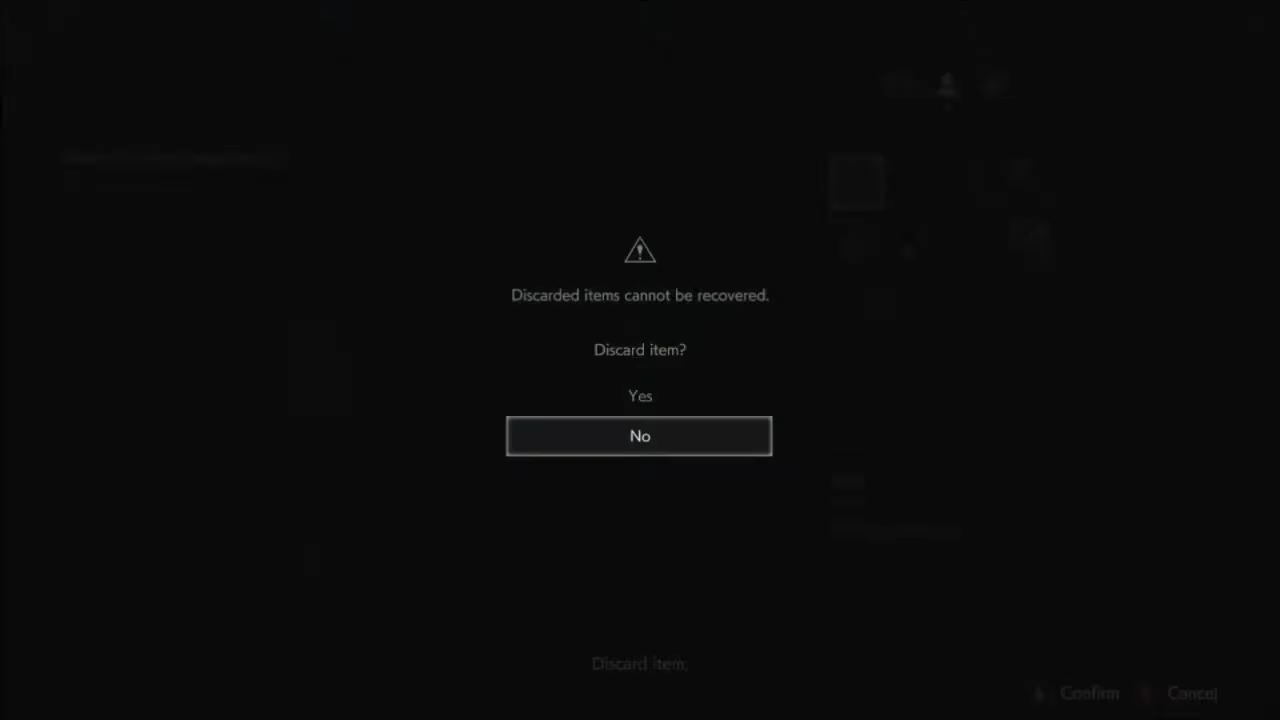 Discarded items cannot be recovered.
Discard item?
Yes
No
Discard item.
Confirm
Cancel